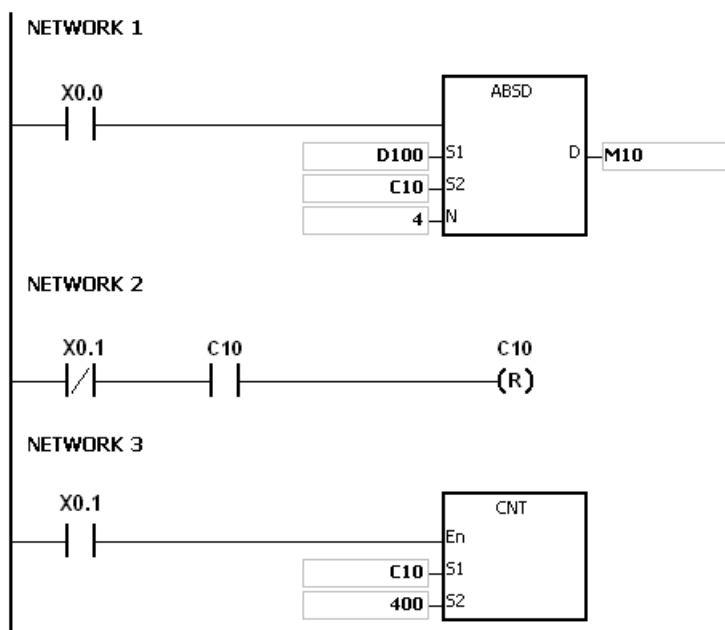 NETWORK 1
X0.0
ABSD
D100 S1 D M10
C10 S2
4 N
NETWORK 2
X0.1 C10 C10
(R)
NETWORK 3
X0.1
CNT
En
C10 S1
400 S2